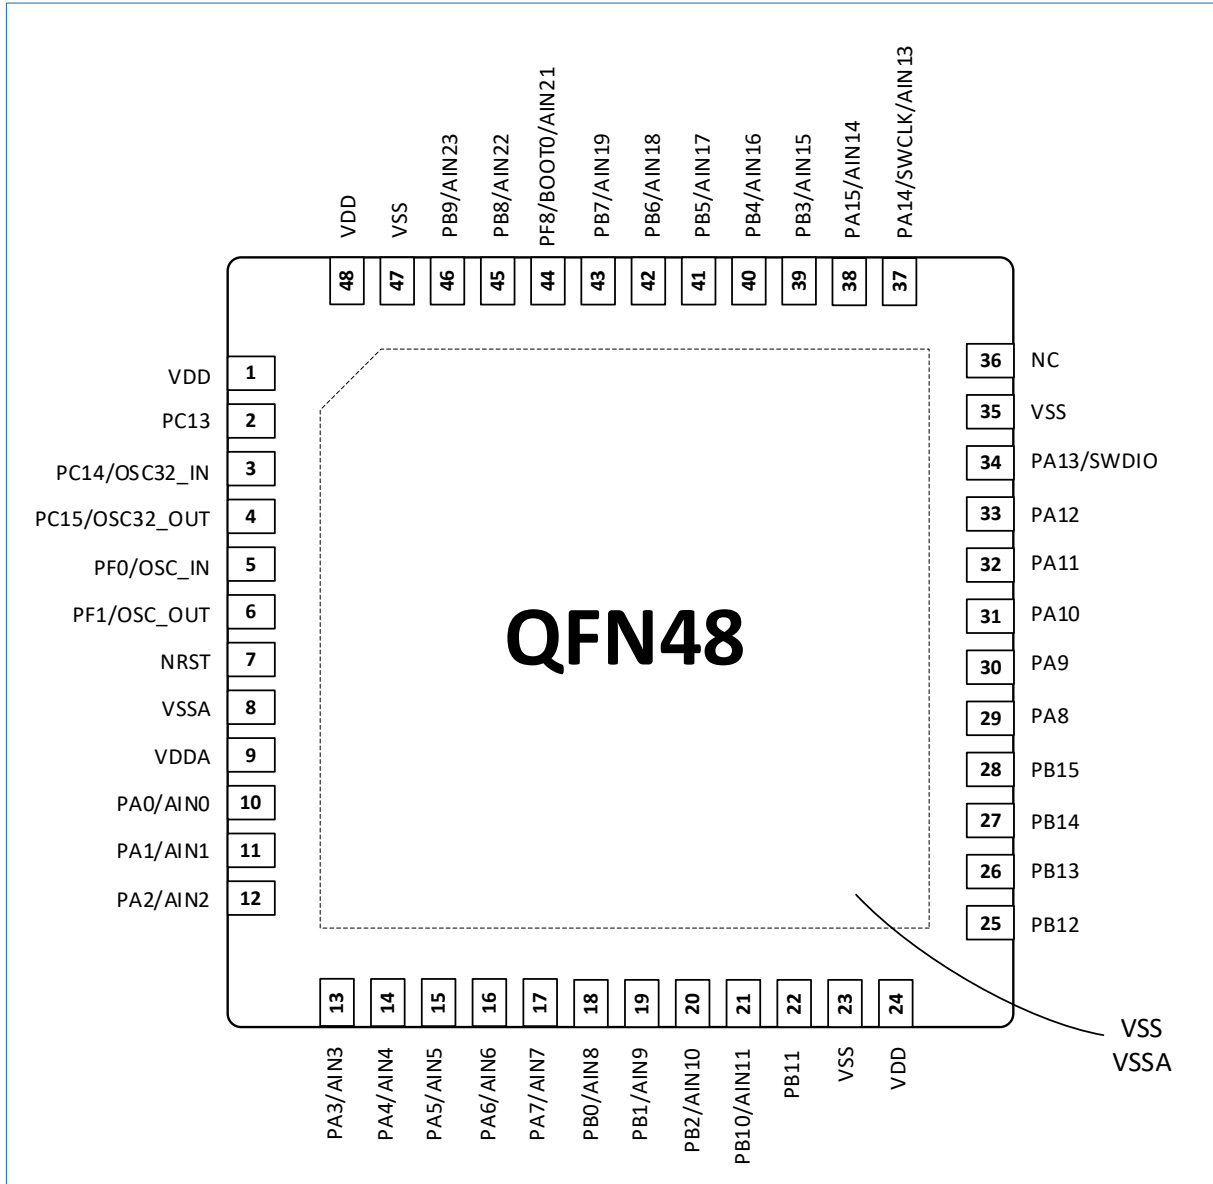 VDD
VSS
PB9/AIN23
PB8/AIN22
PF8/BOOT0/AIN21
PB7/AIN19
PB6/AIN18
PB5/AIN17
PB4/AIN16
PB3/AIN15
PA15/AIN14
PA14/SWCLK/AIN13
48
47
46
45
44
43
42
41
40
39
38
37
VDD 1
PC13 2
PC14/OSC32_IN 3
PC15/OSC32_OUT 4
PF0/OSC_IN 5
PF1/OSC_OUT 6
NRST 7
VSSA 8
VDDA 9
PA0/AIN0 10
PA1/AIN1 11
PA2/AIN2 12
QFN48
36 NC
35 VSS
34 PA13/SWDIO
33 PA12
32 PA11
31 PA10
30 PA9
29 PA8
28 PB15
27 PB14
26 PB13
25 PB12
13
14
15
16
17
18
19
20
21
22
23
24
PA3/AIN3
PA4/AIN4
PA5/AIN5
PA6/AIN6
PA7/AIN7
PB0/AIN8
PB1/AIN9
PB2/AIN10
PB10/AIN11
PB11
VSS
VDD
VSS
VSSA